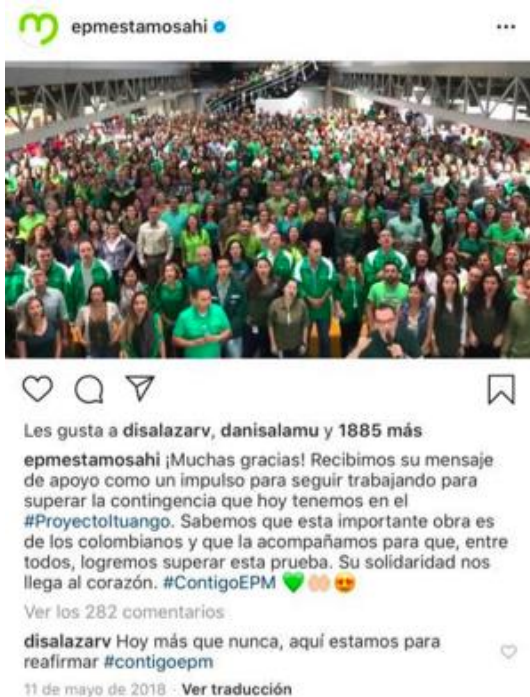 epmestamosahi
Les gusta a disalazarv, danisalamu y 1885 más
epmestamosahi ¡Muchas gracias! Recibimos su mensaje
de apoyo como un impulso para seguir trabajando para
superar la contingencia que hoy tenemos en el
#ProyectoItuango. Sabemos que esta importante obra es
de los colombianos y que la acompañamos para que, entre
todos, logremos superar esta prueba. Su solidaridad nos
llega al corazón. #ContigoEPM 💚👐🏻😍
Ver los 282 comentarios
disalazarv Hoy más que nunca, aquí estamos para
reafirmar #contigoepm
11 de mayo de 2018 · Ver traducción